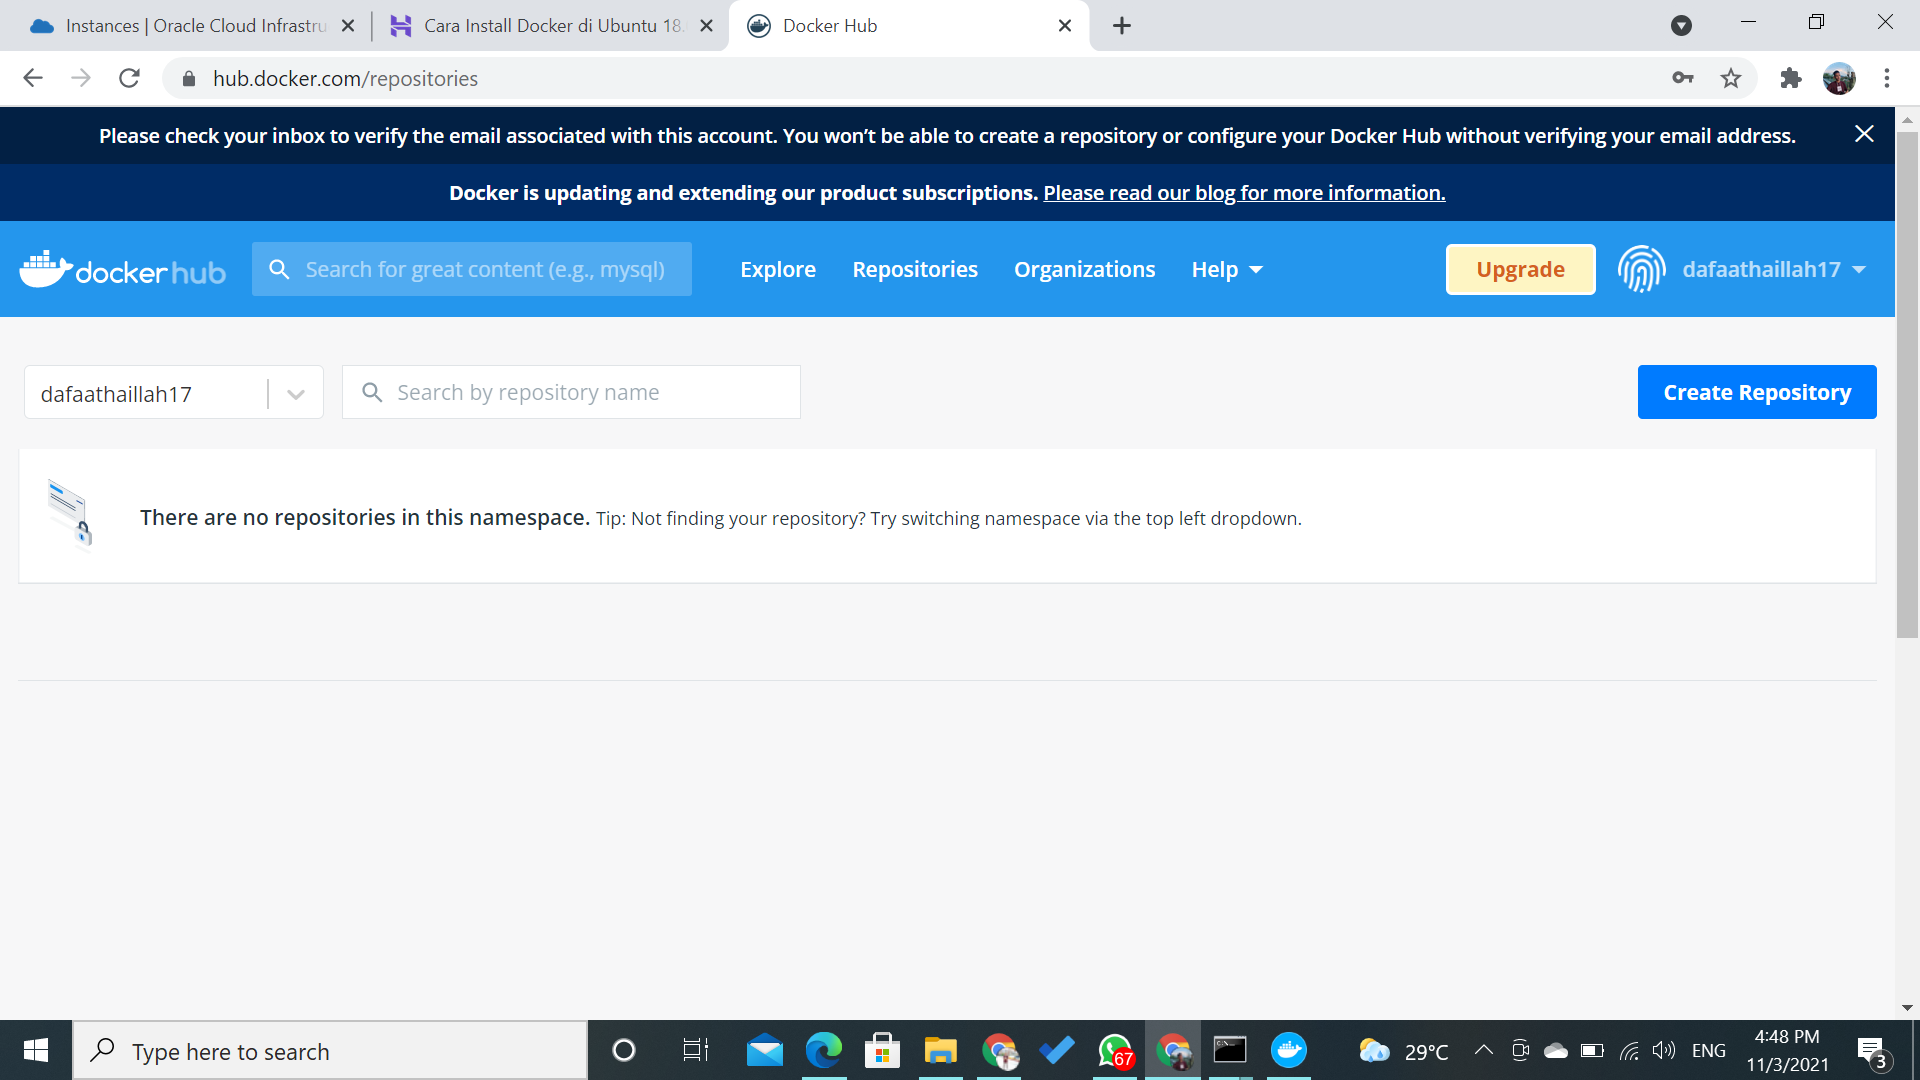 Instances | Oracle Cloud Infrastru
Cara Install Docker di Ubuntu 18.
Docker Hub
hub.docker.com/repositories
Please check your inbox to verify the email associated with this account. You won’t be able to create a repository or configure your Docker Hub without verifying your email address.
Docker is updating and extending our product subscriptions. Please read our blog for more information.
docker hub
Search for great content (e.g., mysql)
Explore
Repositories
Organizations
Help
Upgrade
dafaathaillah17
dafaathaillah17
Search by repository name
Create Repository
There are no repositories in this namespace. Tip: Not finding your repository? Try switching namespace via the top left dropdown.
Type here to search
67
29°C
ENG
4:48 PM
11/3/2021
3